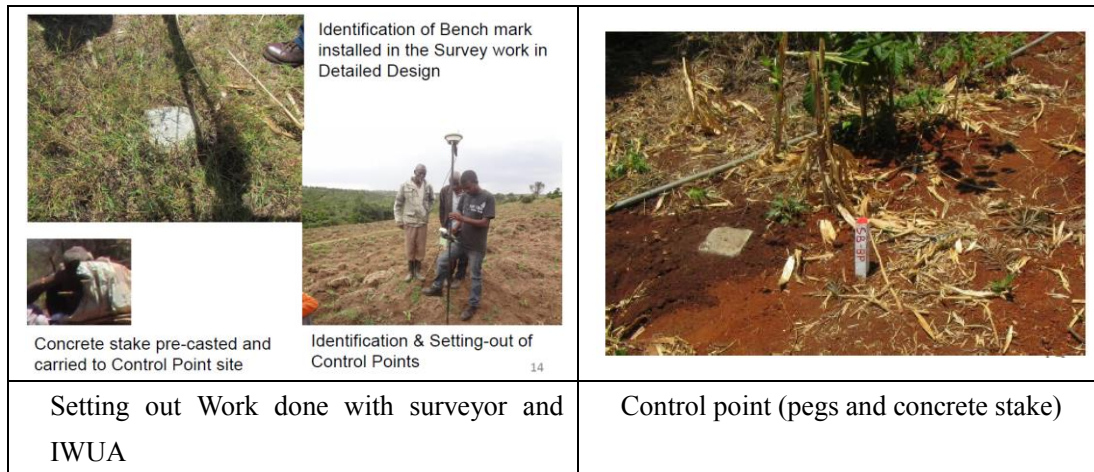 Identification of Bench mark
installed in the Survey work in
Detailed Design
Concrete stake pre-casted and
carried to Control Point site
Identification & Setting-out of
Control Points
14
SB-BP
Setting out Work done with surveyor and
IWUA
Control point (pegs and concrete stake)